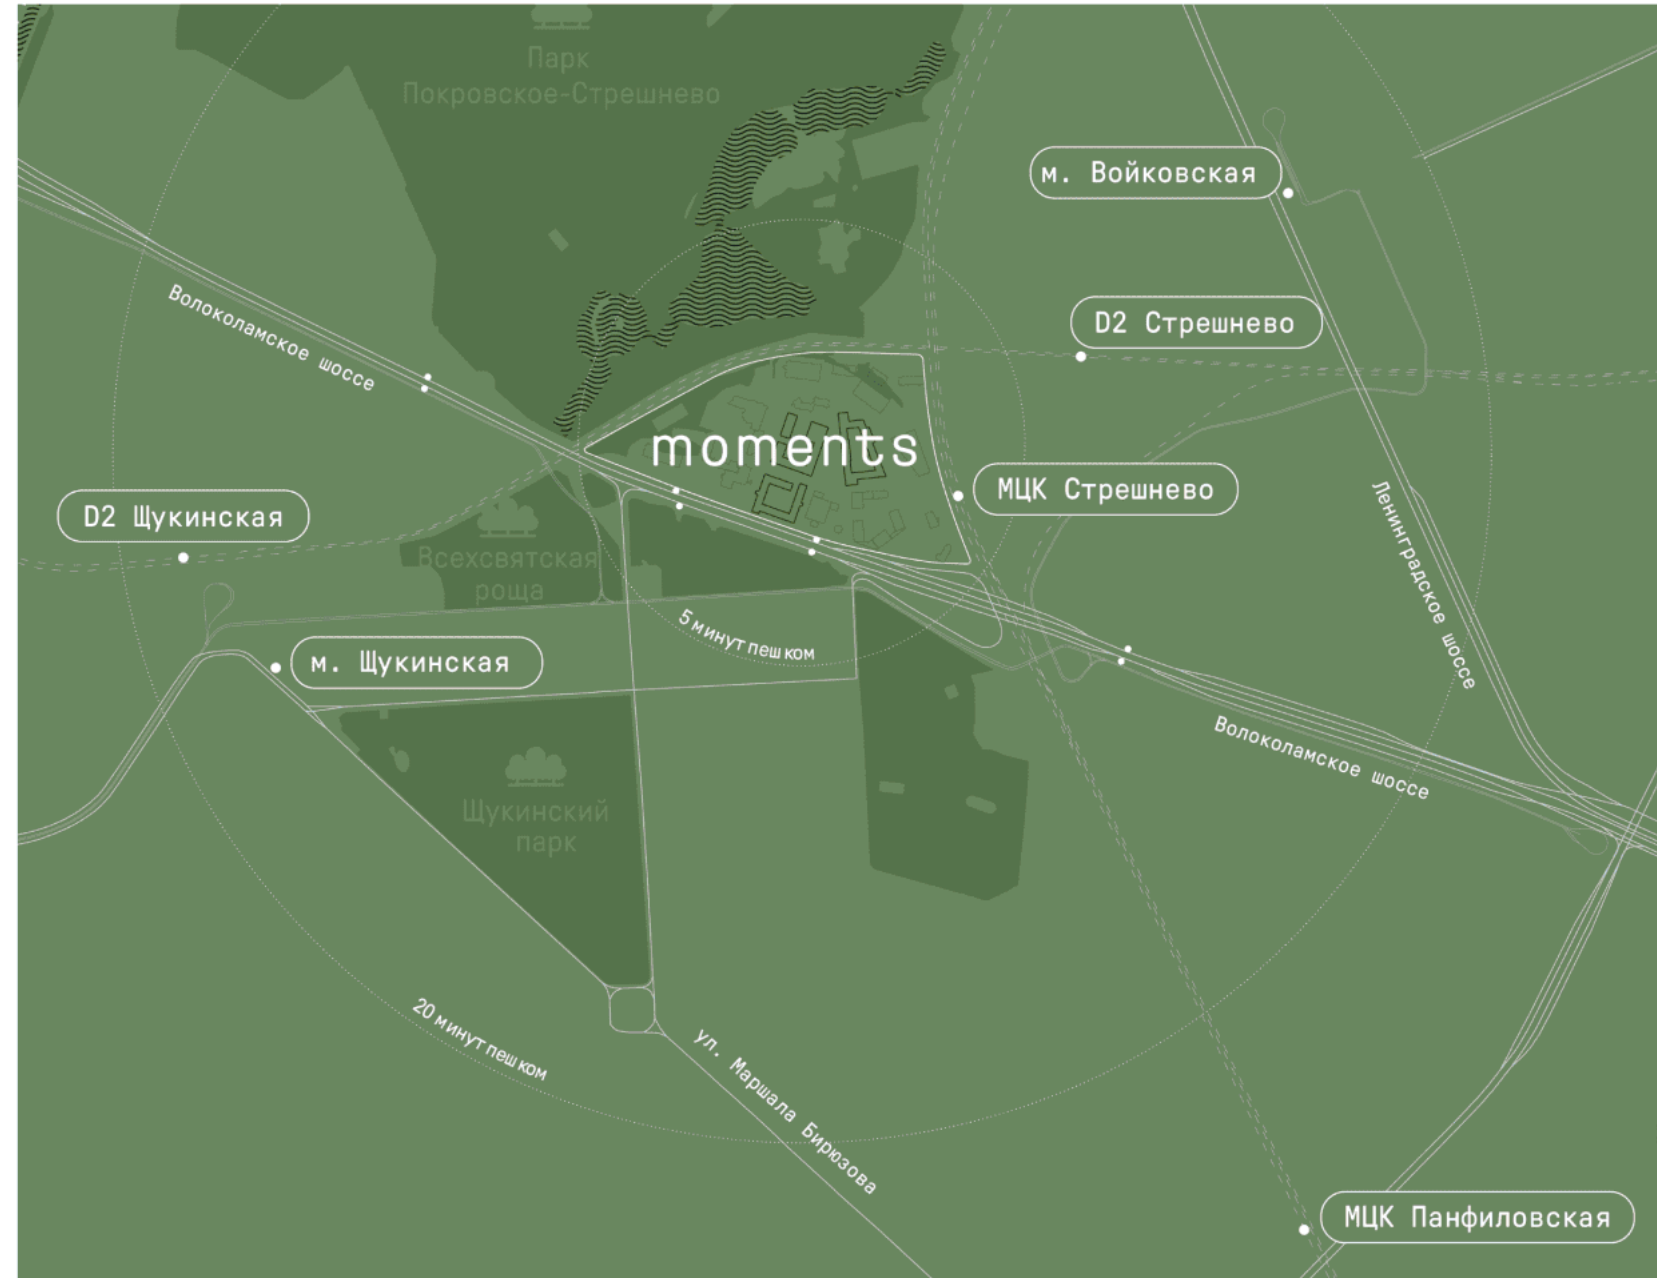 Парк
Покровское-Стрешнево
м. Войковская
Волоколамское шоссе
D2 Стрешнево
moments
МЦК Стрешнево
D2 Щукинская
Ленинградское шоссе
Всехсвятская
роща
5 минут пешком
м. Щукинская
Волоколамское шоссе
Щукинский
парк
20 минут пешком
ул. Маршала Бирюзова
МЦК Панфиловская